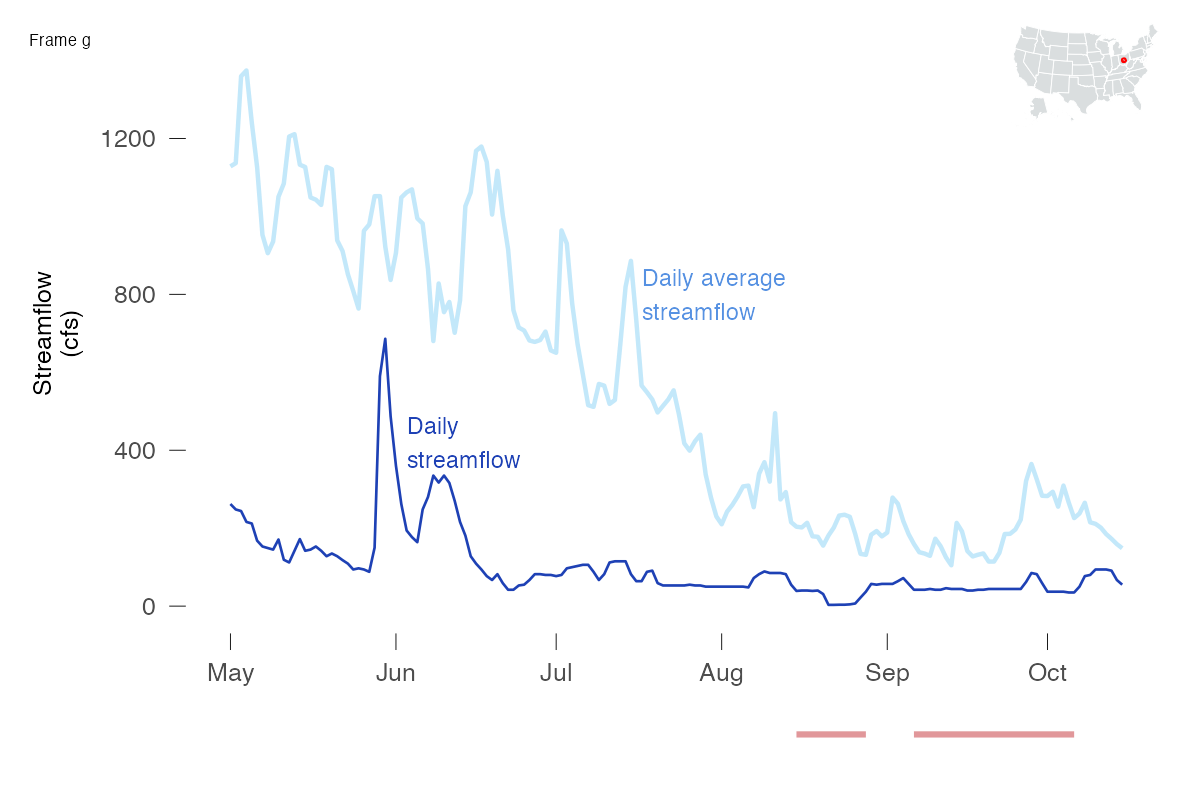 Frame g
1200
800
400
0
Streamflow
(cfs)
Daily average
streamflow
Daily
streamflow
May
Jun
Jul
Aug
Sep
Oct